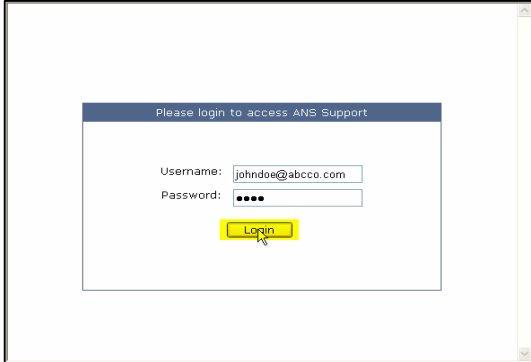 Please login to access ANS Support
Username: johndoe@abcco.com
Password: ●●●●
Login